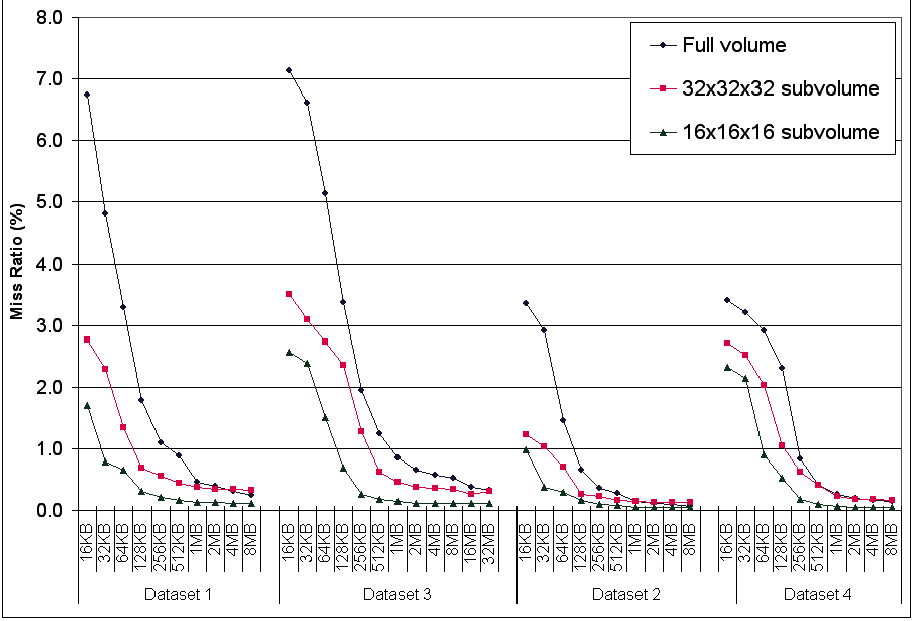 8.0
7.0
6.0
5.0
4.0
3.0
2.0
1.0
0.0
Miss Ratio (%)
Full volume
32x32x32 subvolume
16x16x16 subvolume
16KB
32KB
64KB
128KB
256KB
512KB
1MB
2MB
4MB
8MB
16KB
32KB
64KB
128KB
256KB
512KB
1MB
2MB
4MB
8MB
16MB
32MB
16KB
32KB
64KB
128KB
256KB
512KB
1MB
2MB
4MB
8MB
16KB
32KB
64KB
128KB
256KB
512KB
1MB
2MB
4MB
8MB
Dataset 1
Dataset 3
Dataset 2
Dataset 4